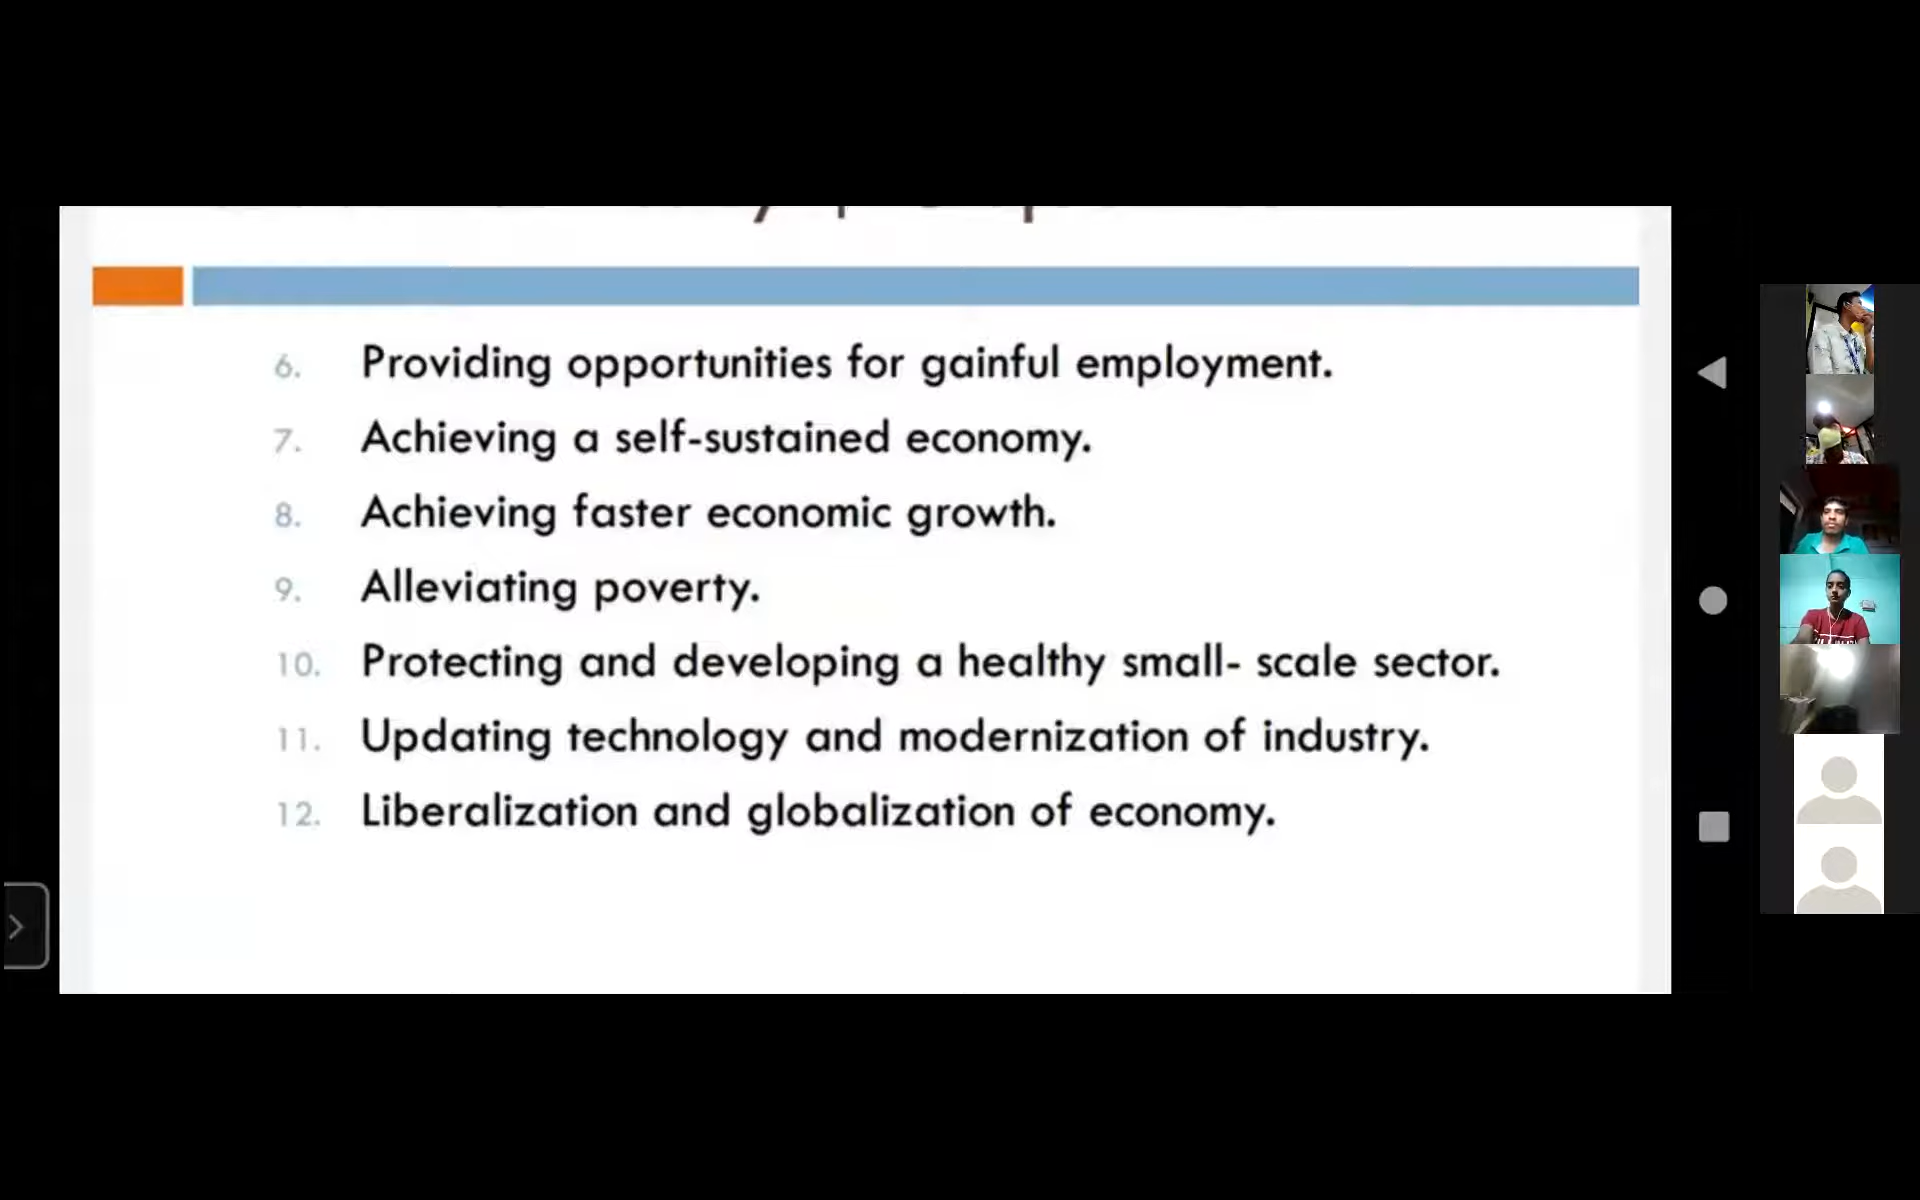 6. Providing opportunities for gainful employment.
7. Achieving a self-sustained economy.
8. Achieving faster economic growth.
9. Alleviating poverty.
10. Protecting and developing a healthy small- scale sector.
11. Updating technology and modernization of industry.
12. Liberalization and globalization of economy.